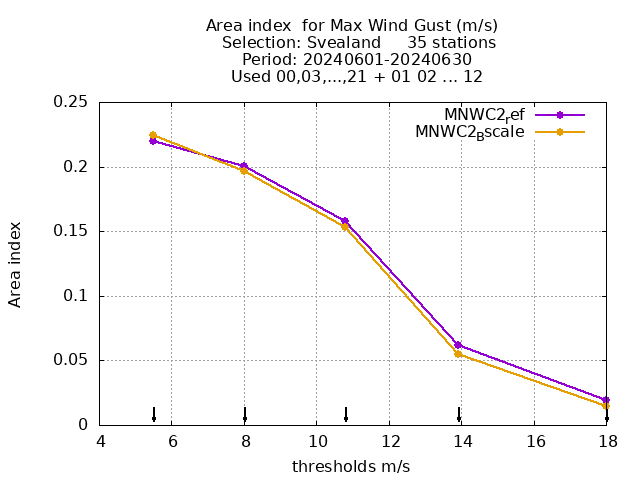 Area index  for Max Wind Gust (m/s)
Selection: Svealand     35 stations
Period: 20240601-20240630
Used 00,03,...,21 + 01 02 ... 12
0.25
MNWC2ref
MNWC2Bscale
0.2
0.15
Area index
0.1
0.05
0
4 6 8 10 12 14 16 18
thresholds m/s